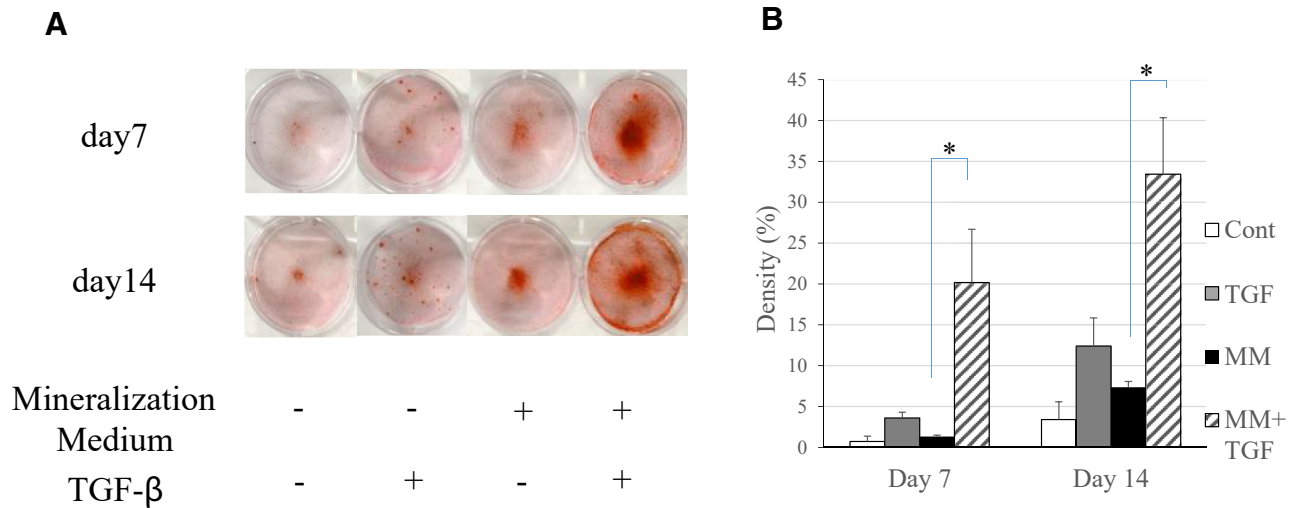 A
day7
day14
Mineralization
Medium
- - + +
TGF-β
- + - +
B
Density (%)
45
40
35
30
25
20
15
10
5
0
*
*
Day 7
Day 14
Cont
TGF
MM
MM+
TGF